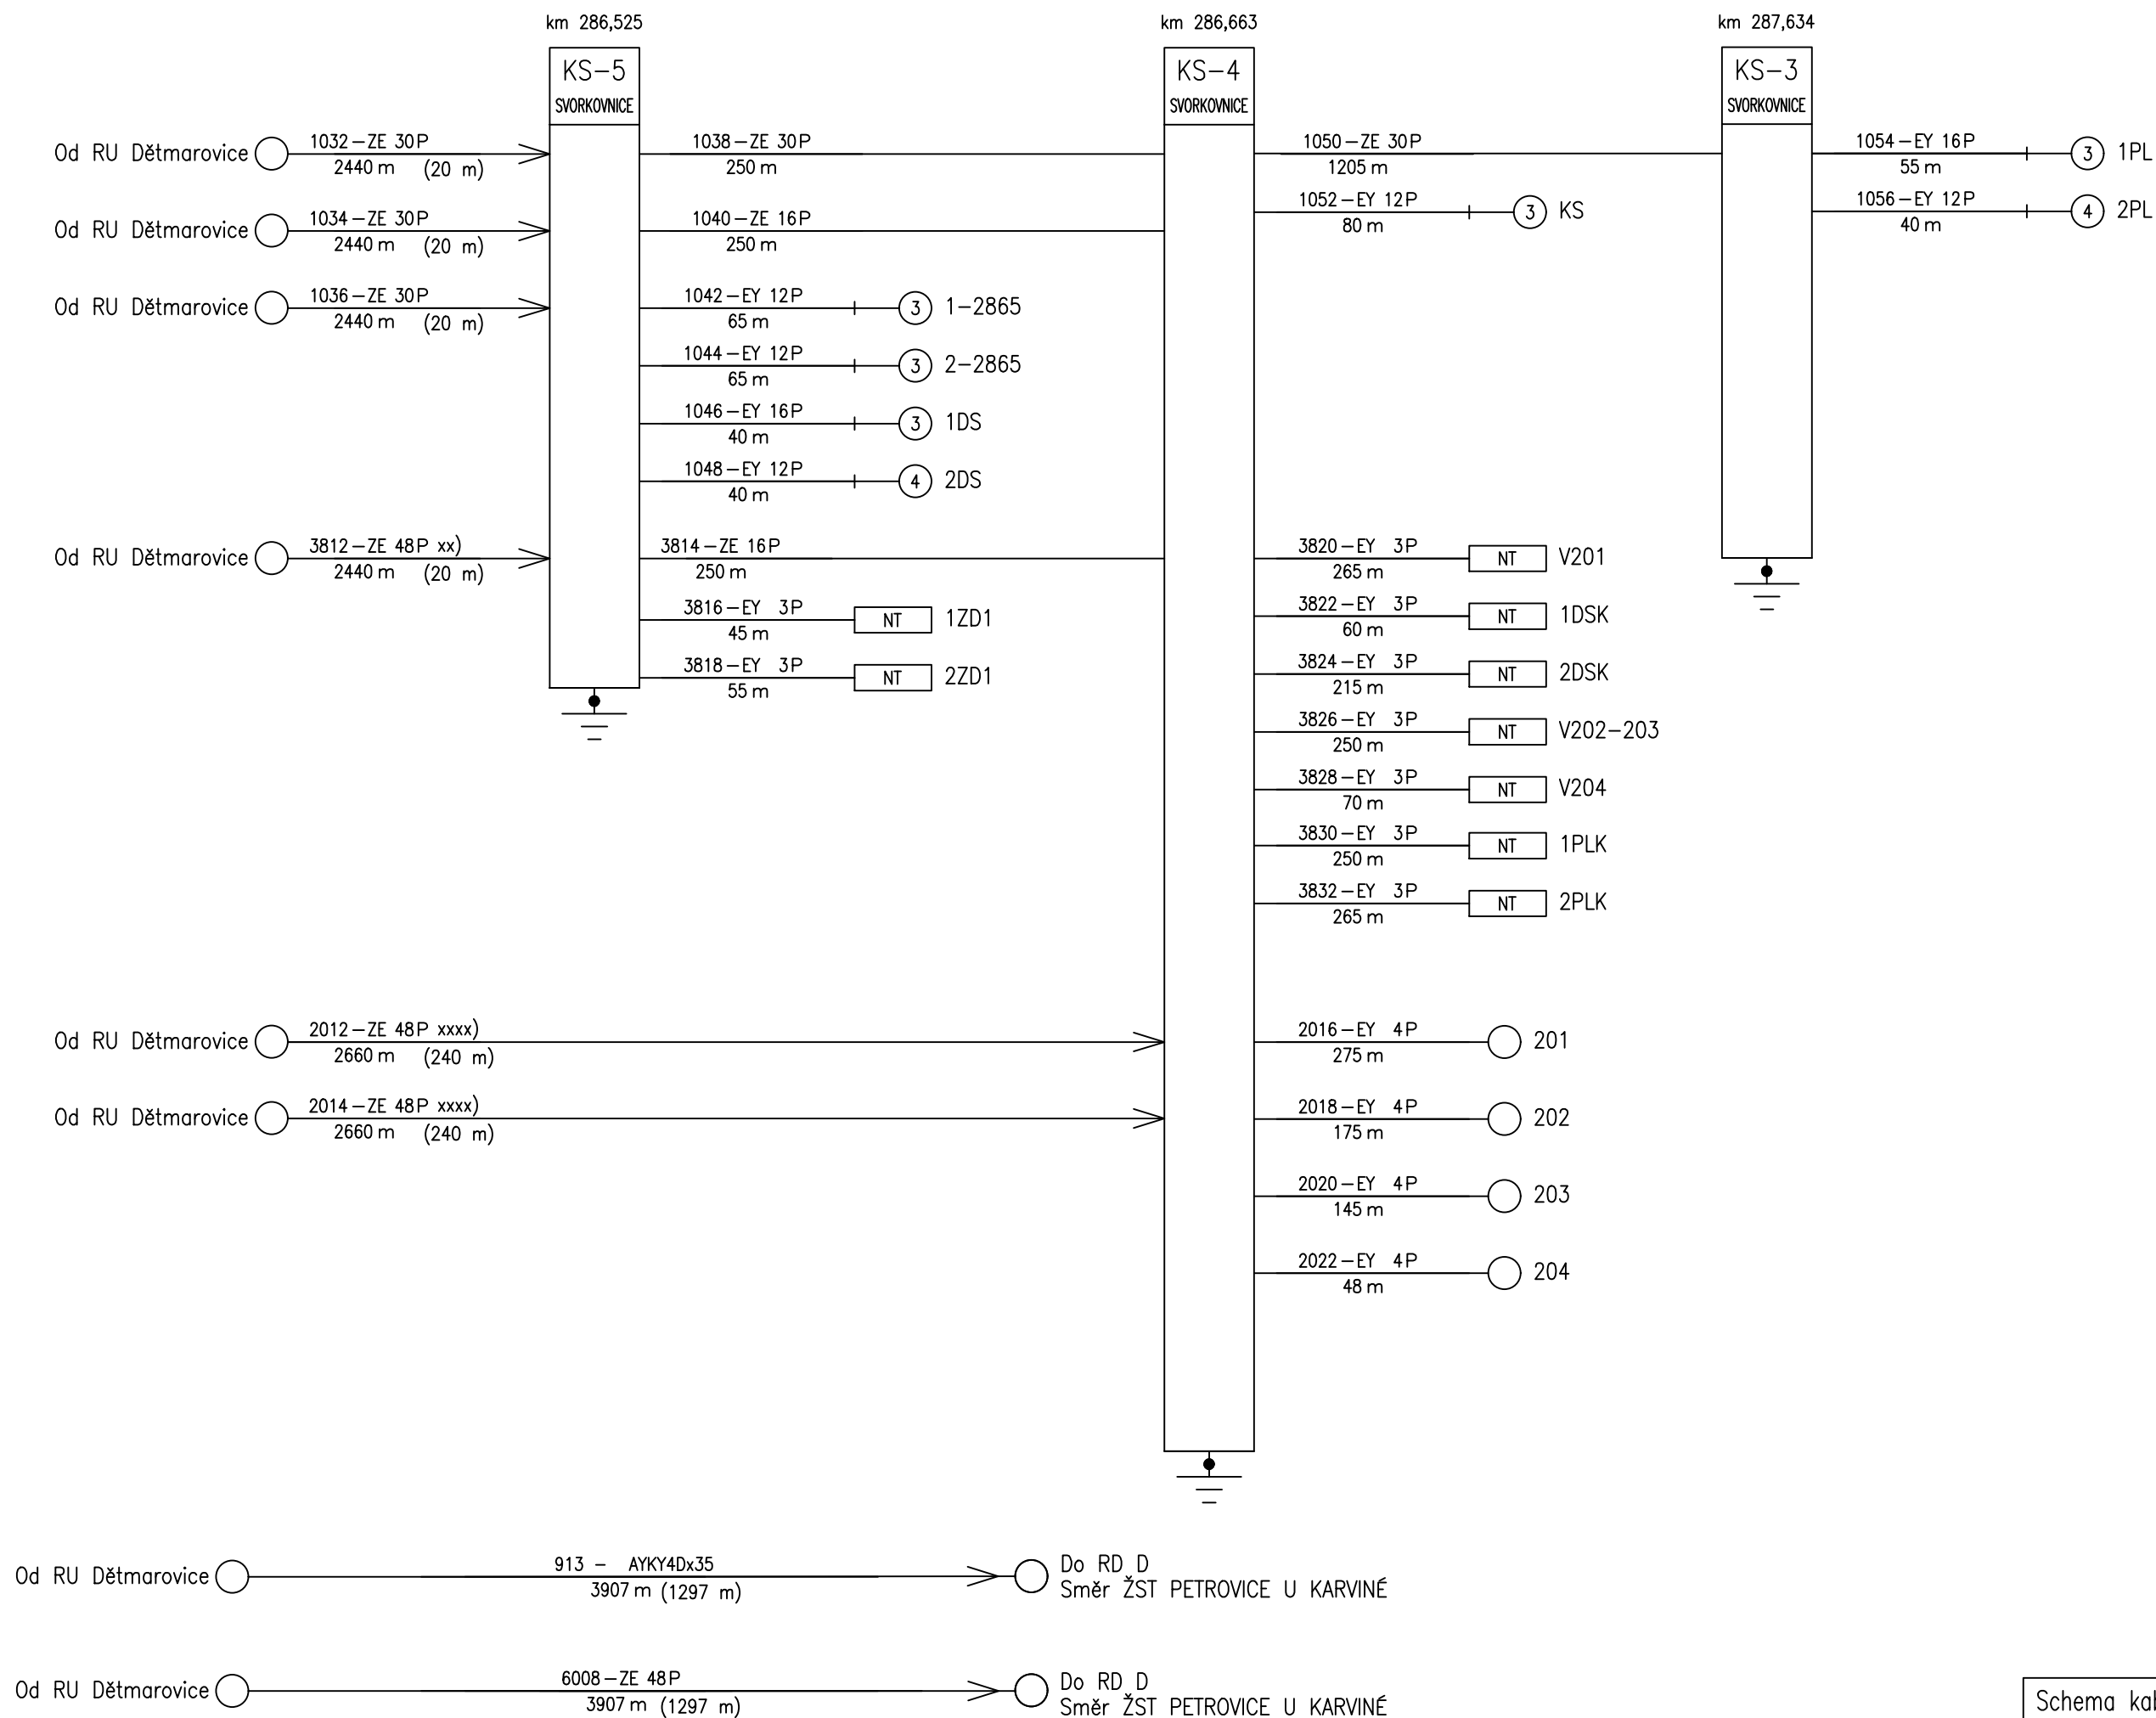 km 286,525
km 286,663
km 287,634
KS-5
SVORKOVNICE
KS-4
SVORKOVNICE
KS-3
SVORKOVNICE
Od RU Dětmarovice
1032-ZE 30P
2440 m (20 m)
1038-ZE 30P
250 m
1050-ZE 30P
1205 m
1054-EY 16P
55 m
3
1PL
Od RU Dětmarovice
1034-ZE 30P
2440 m (20 m)
1040-ZE 16P
250 m
1052-EY 12P
80 m
3
KS
1056-EY 12P
40 m
4
2PL
Od RU Dětmarovice
1036-ZE 30P
2440 m (20 m)
1042-EY 12P
65 m
3
1-2865
1044-EY 12P
65 m
3
2-2865
1046-EY 16P
40 m
3
1DS
1048-EY 12P
40 m
4
2DS
Od RU Dětmarovice
3812-ZE 48P xx)
2440 m (20 m)
3814-ZE 16P
250 m
3816-EY 3P
45 m
NT
1ZD1
3818-EY 3P
55 m
NT
2ZD1
3820-EY 3P
265 m
NT
V201
3822-EY 3P
60 m
NT
1DSK
3824-EY 3P
215 m
NT
2DSK
3826-EY 3P
250 m
NT
V202-203
3828-EY 3P
70 m
NT
V204
3830-EY 3P
250 m
NT
1PLK
3832-EY 3P
265 m
NT
2PLK
Od RU Dětmarovice
2012-ZE 48P xxxx)
2660 m (240 m)
2016-EY 4P
275 m
201
Od RU Dětmarovice
2014-ZE 48P xxxx)
2660 m (240 m)
2018-EY 4P
175 m
202
2020-EY 4P
145 m
203
2022-EY 4P
48 m
204
Od RU Dětmarovice
913 - AYKY4Dx35
3907 m (1297 m)
Do RD D
Směr ŽST PETROVICE U KARVINÉ
Od RU Dětmarovice
6008-ZE 48P
3907 m (1297 m)
Do RD D
Směr ŽST PETROVICE U KARVINÉ
Schema